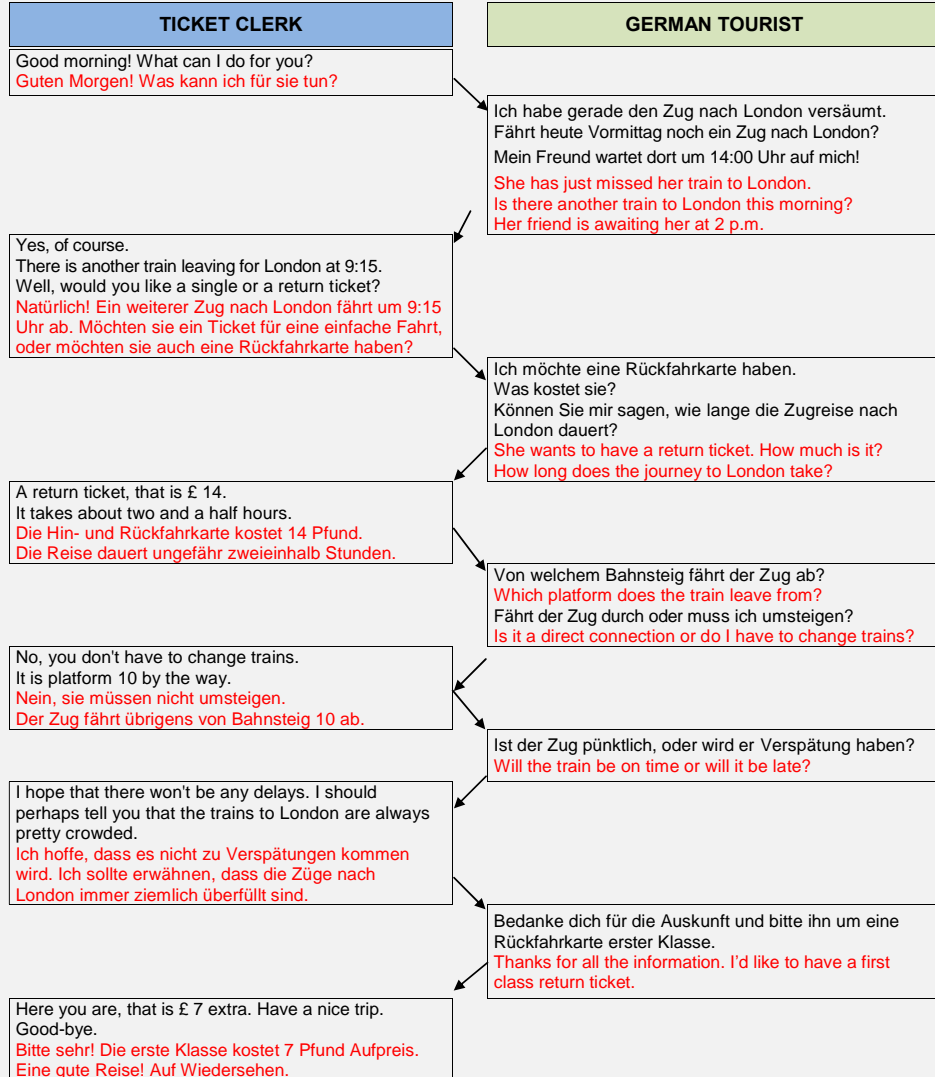 TICKET CLERK
GERMAN TOURIST
Good morning! What can I do for you?
Guten Morgen! Was kann ich für sie tun?
Ich habe gerade den Zug nach London versäumt.
Fährt heute Vormittag noch ein Zug nach London?
Mein Freund wartet dort um 14:00 Uhr auf mich!
She has just missed her train to London.
Is there another train to London this morning?
Her friend is awaiting her at 2 p.m.
Yes, of course.
There is another train leaving for London at 9:15.
Well, would you like a single or a return ticket?
Natürlich! Ein weiterer Zug nach London fährt um 9:15
Uhr ab. Möchten sie ein Ticket für eine einfache Fahrt,
oder möchten sie auch eine Rückfahrkarte haben?
Ich möchte eine Rückfahrkarte haben.
Was kostet sie?
Können Sie mir sagen, wie lange die Zugreise nach
London dauert?
She wants to have a return ticket. How much is it?
How long does the journey to London take?
A return ticket, that is £ 14.
It takes about two and a half hours.
Die Hin- und Rückfahrkarte kostet 14 Pfund.
Die Reise dauert ungefähr zweieinhalb Stunden.
Von welchem Bahnsteig fährt der Zug ab?
Which platform does the train leave from?
Fährt der Zug durch oder muss ich umsteigen?
Is it a direct connection or do I have to change trains?
No, you don't have to change trains.
It is platform 10 by the way.
Nein, sie müssen nicht umsteigen.
Der Zug fährt übrigens von Bahnsteig 10 ab.
Ist der Zug pünktlich, oder wird er Verspätung haben?
Will the train be on time or will it be late?
I hope that there won't be any delays. I should
perhaps tell you that the trains to London are always
pretty crowded.
Ich hoffe, dass es nicht zu Verspätungen kommen
wird. Ich sollte erwähnen, dass die Züge nach
London immer ziemlich überfüllt sind.
Bedanke dich für die Auskunft und bitte ihn um eine
Rückfahrkarte erster Klasse.
Thanks for all the information. I'd like to have a first
class return ticket.
Here you are, that is £ 7 extra. Have a nice trip.
Good-bye.
Bitte sehr! Die erste Klasse kostet 7 Pfund Aufpreis.
Eine gute Reise! Auf Wiedersehen.